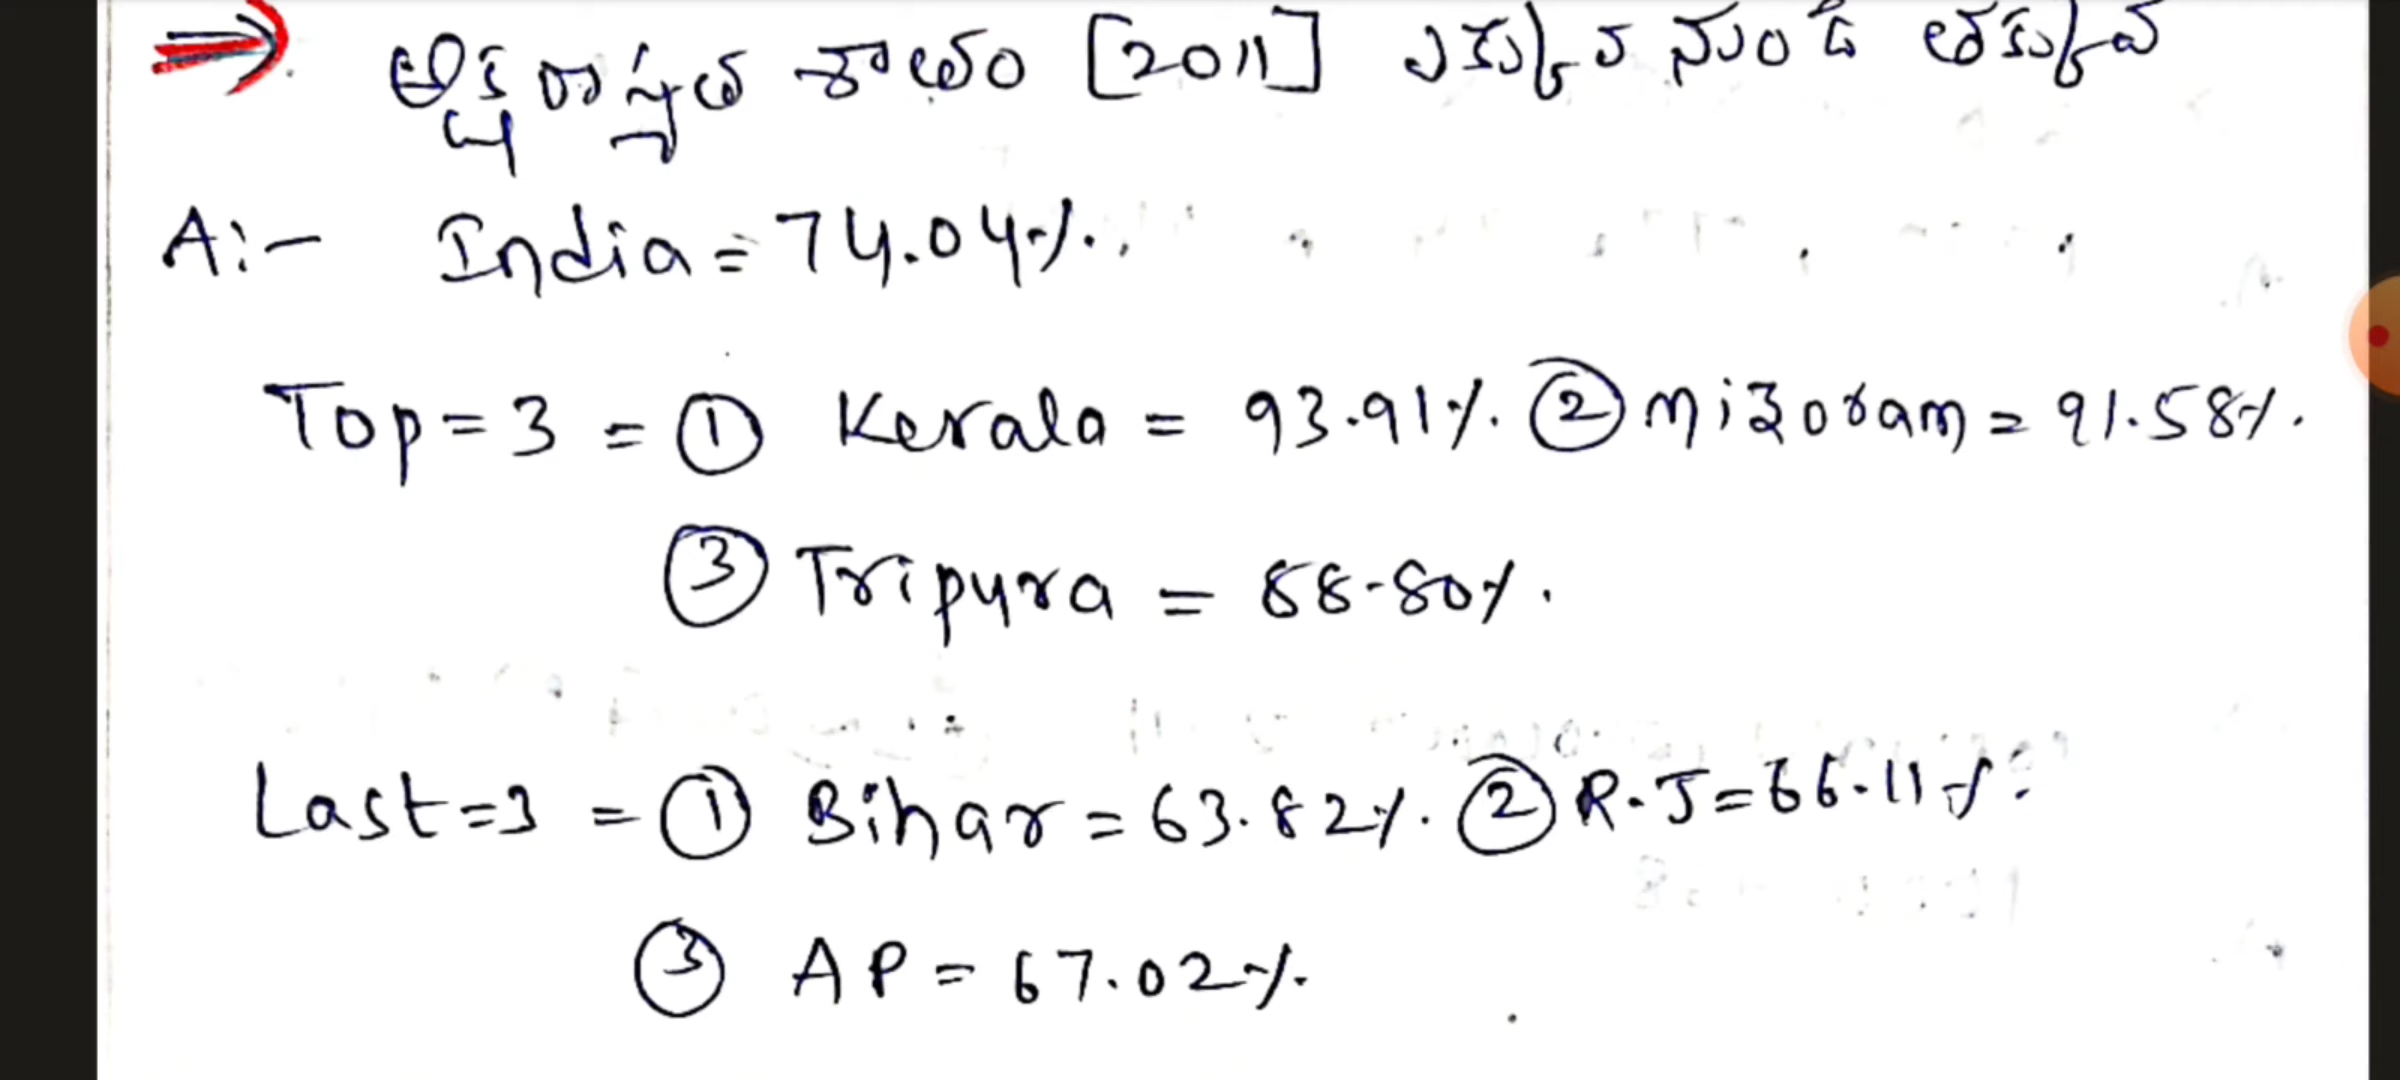 ⇒ అక్షరాస్యత శాతం [2011] ఎక్కువ నుండి తక్కువ
A:- India = 74.04%.
Top = 3 = ① Kerala = 93.91%. ② mizoram = 91.58%.
③ Tripura = 88.80%.
Last = 3 = ① Bihar = 63.82%. ② R.J = 66.11%.
③ AP = 67.02%.